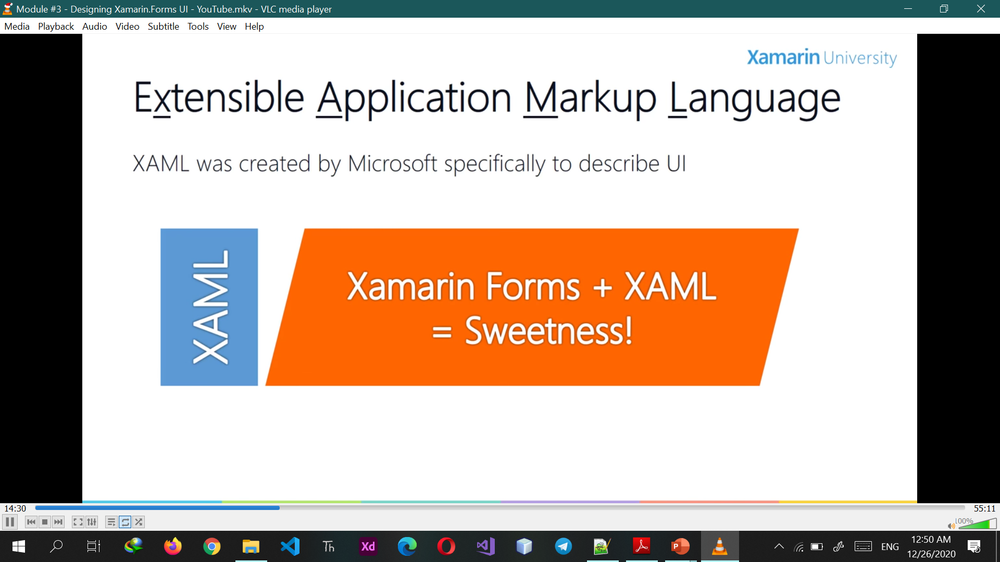 Module #3 - Designing Xamarin.Forms UI - YouTube.mkv - VLC media player
Media Playback Audio Video Subtitle Tools View Help
Xamarin University
Extensible Application Markup Language
XAML was created by Microsoft specifically to describe UI
XAML
Xamarin Forms + XAML
= Sweetness!
14:30
55:11
100%
Th
Xd
P
ENG
12:50 AM
12/26/2020